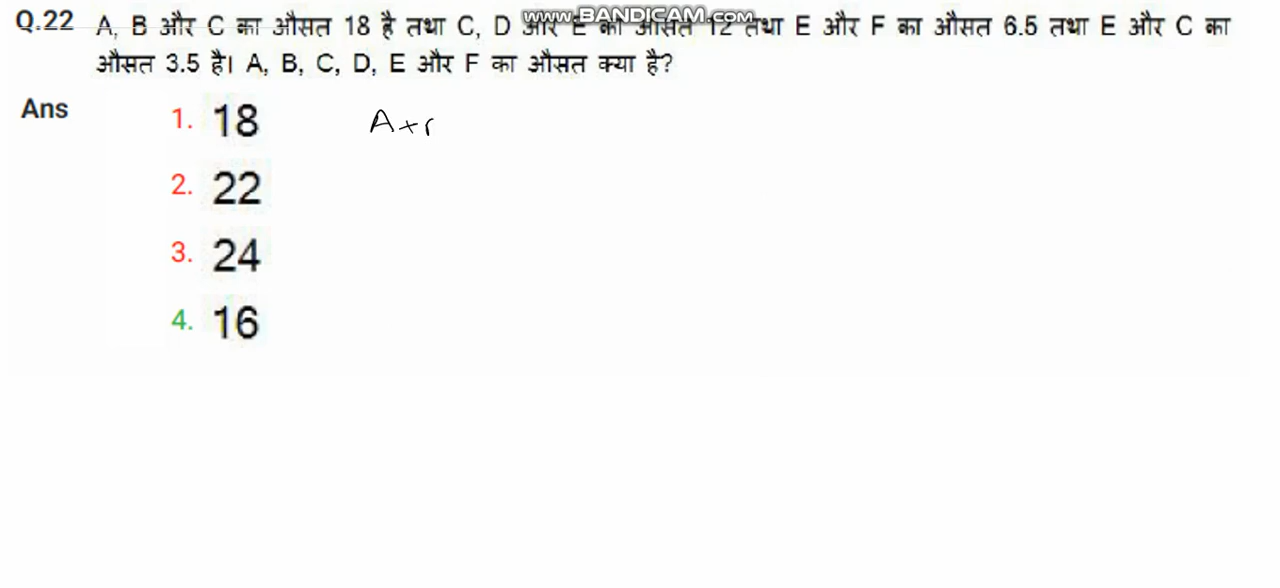 www.BANDICAM.com
Q.22 A, B और C का औसत 18 है तथा C, D और E का औसत 12 तथा E और F का औसत 6.5 तथा E और C का
औसत 3.5 है। A, B, C, D, E और F का औसत क्या है?
Ans
1. 18
A+
2. 22
3. 24
4. 16